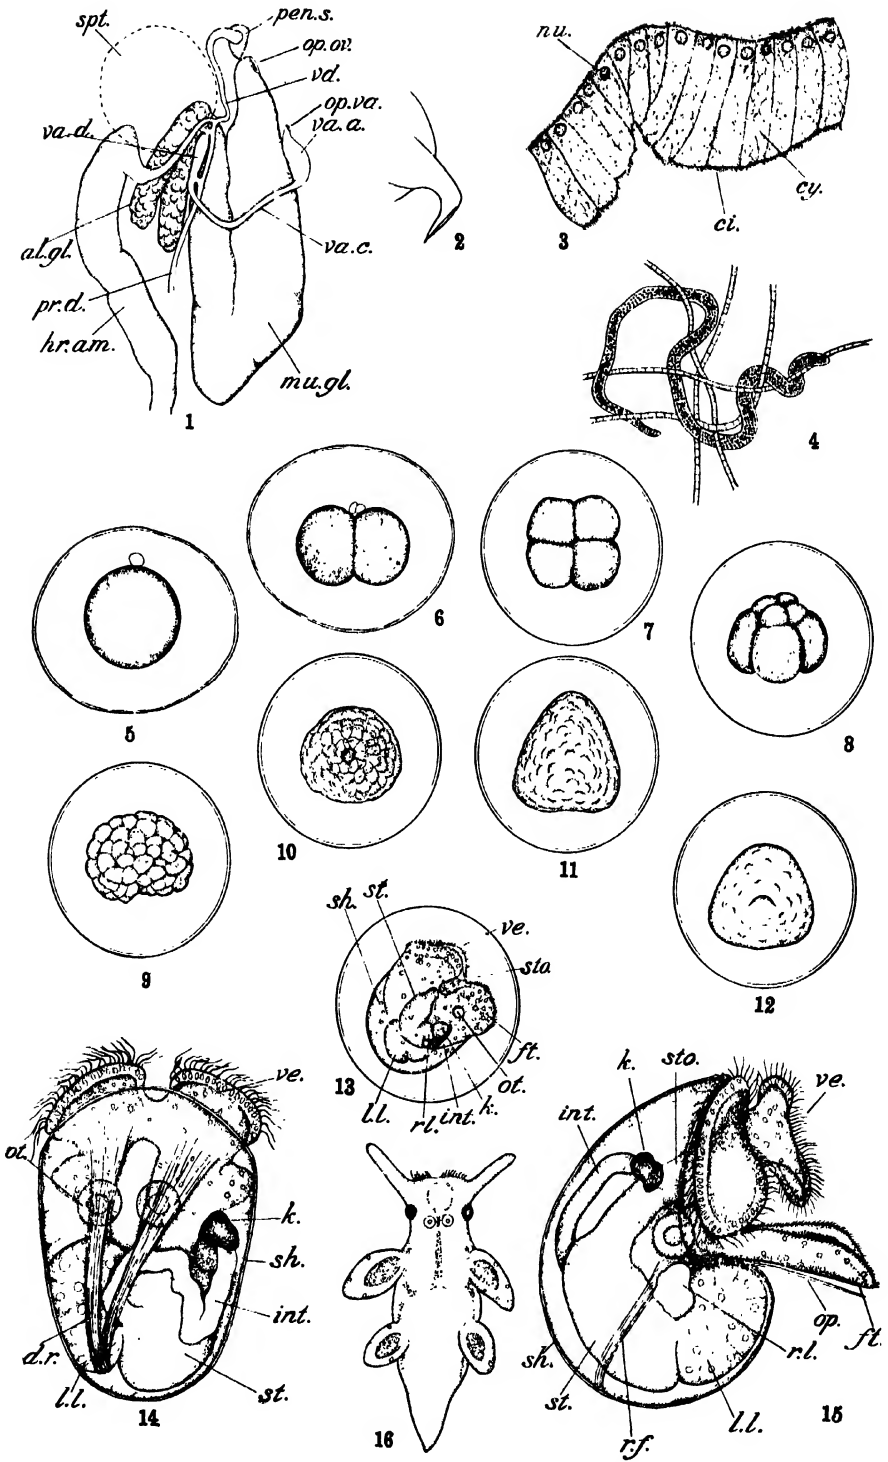 spt.
pen.s.
op.ov.
vd.
op.va.
va.a.
va.d.
al.gl.
va.c.
pr.d.
hr.am.
mu.gl.
1
2
nu.
cy.
ci.
3
4
5
6
7
8
9
10
11
12
sh.
st.
ve.
sto.
ft.
ot.
k.
int.
rl.
l.l.
13
ve.
ot.
k.
sh.
int.
d.r.
l.l.
st.
14
16
k.
sto.
ve.
int.
op.
ft.
sh.
st.
r.l.
l.l.
r.f.
15